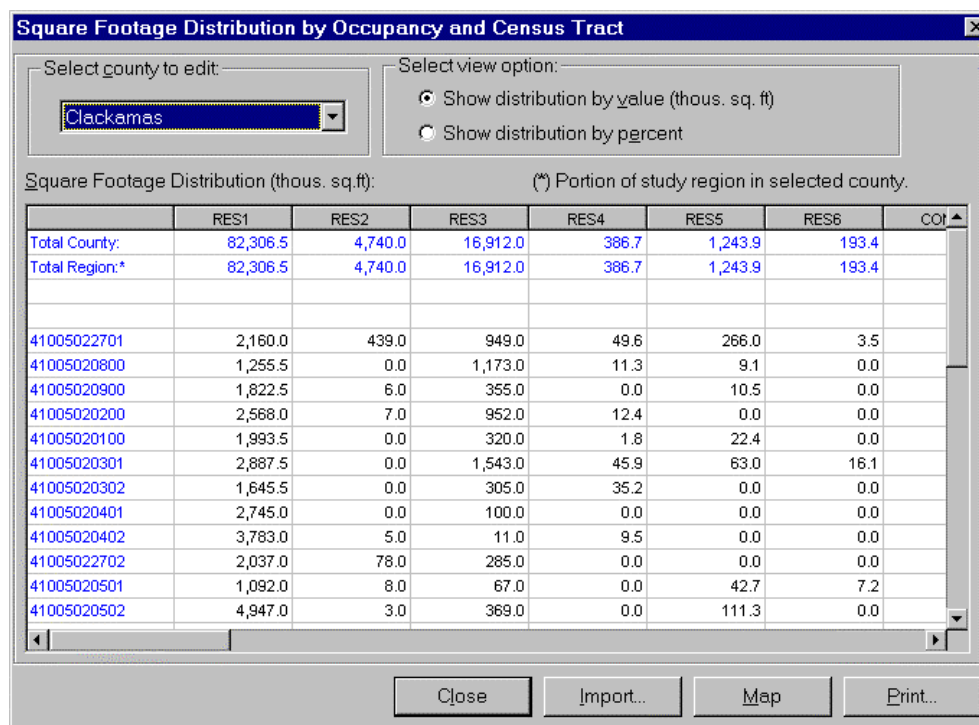 Square Footage Distribution by Occupancy and Census Tract
Select county to edit:
Clackamas
Select view option:
Show distribution by value (thous. sq. ft)
Show distribution by percent
Square Footage Distribution (thous. sq.ft): (*) Portion of study region in selected county.
RES1 RES2 RES3 RES4 RES5 RES6 CO
Total County: 82,306.5 4,740.0 16,912.0 386.7 1,243.9 193.4
Total Region:* 82,306.5 4,740.0 16,912.0 386.7 1,243.9 193.4
41005022701 2,160.0 439.0 949.0 49.6 266.0 3.5
41005020800 1,255.5 0.0 1,173.0 11.3 9.1 0.0
41005020900 1,822.5 6.0 355.0 0.0 10.5 0.0
41005020200 2,568.0 7.0 952.0 12.4 0.0 0.0
41005020100 1,993.5 0.0 320.0 1.8 22.4 0.0
41005020301 2,887.5 0.0 1,543.0 45.9 63.0 16.1
41005020302 1,645.5 0.0 305.0 35.2 0.0 0.0
41005020401 2,745.0 0.0 100.0 0.0 0.0 0.0
41005020402 3,783.0 5.0 11.0 9.5 0.0 0.0
41005022702 2,037.0 78.0 285.0 0.0 0.0 0.0
41005020501 1,092.0 8.0 67.0 0.0 42.7 7.2
41005020502 4,947.0 3.0 369.0 0.0 111.3 0.0
Close Import... Map Print...